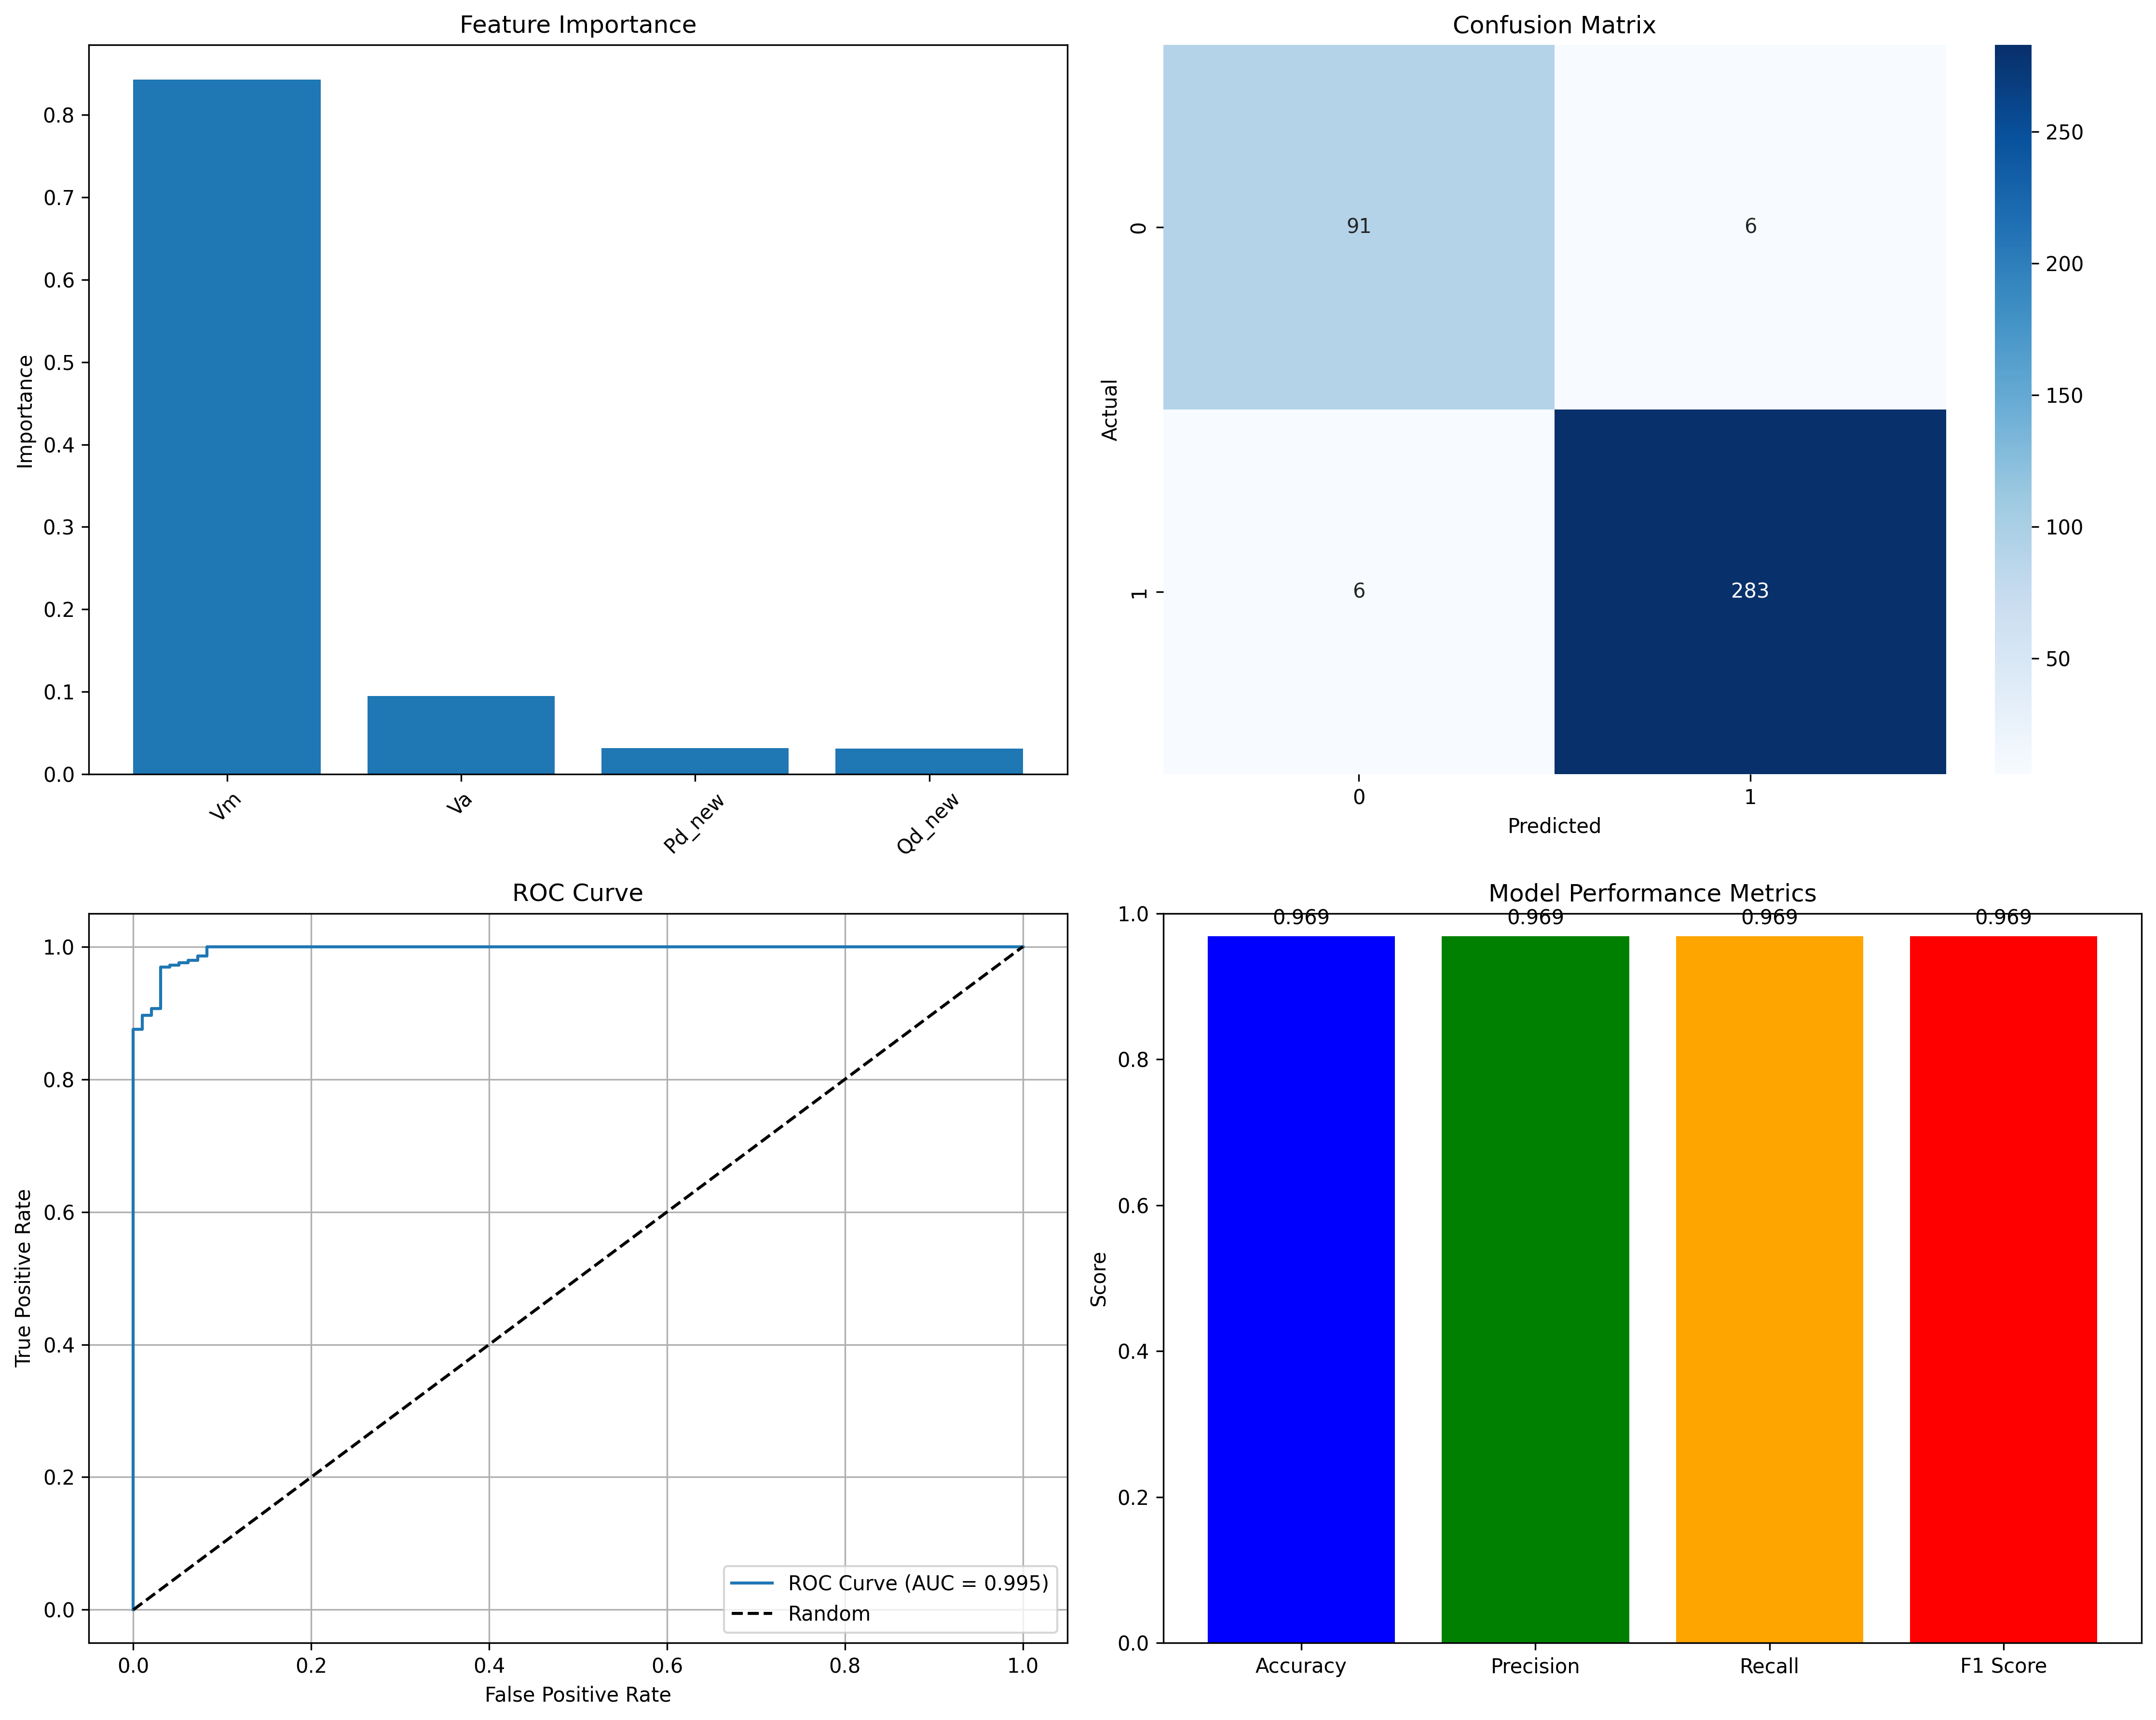 Feature Importance
Importance
0.8
0.7
0.6
0.5
0.4
0.3
0.2
0.1
0.0
Vm
Va
Pd_new
Qd_new
Confusion Matrix
Actual
0
1
91
6
6
283
0
1
Predicted
250
200
150
100
50
ROC Curve
True Positive Rate
1.0
0.8
0.6
0.4
0.2
0.0
ROC Curve (AUC = 0.995)
Random
0.0
0.2
0.4
0.6
0.8
1.0
False Positive Rate
Model Performance Metrics
Score
1.0
0.8
0.6
0.4
0.2
0.0
0.969
0.969
0.969
0.969
Accuracy
Precision
Recall
F1 Score